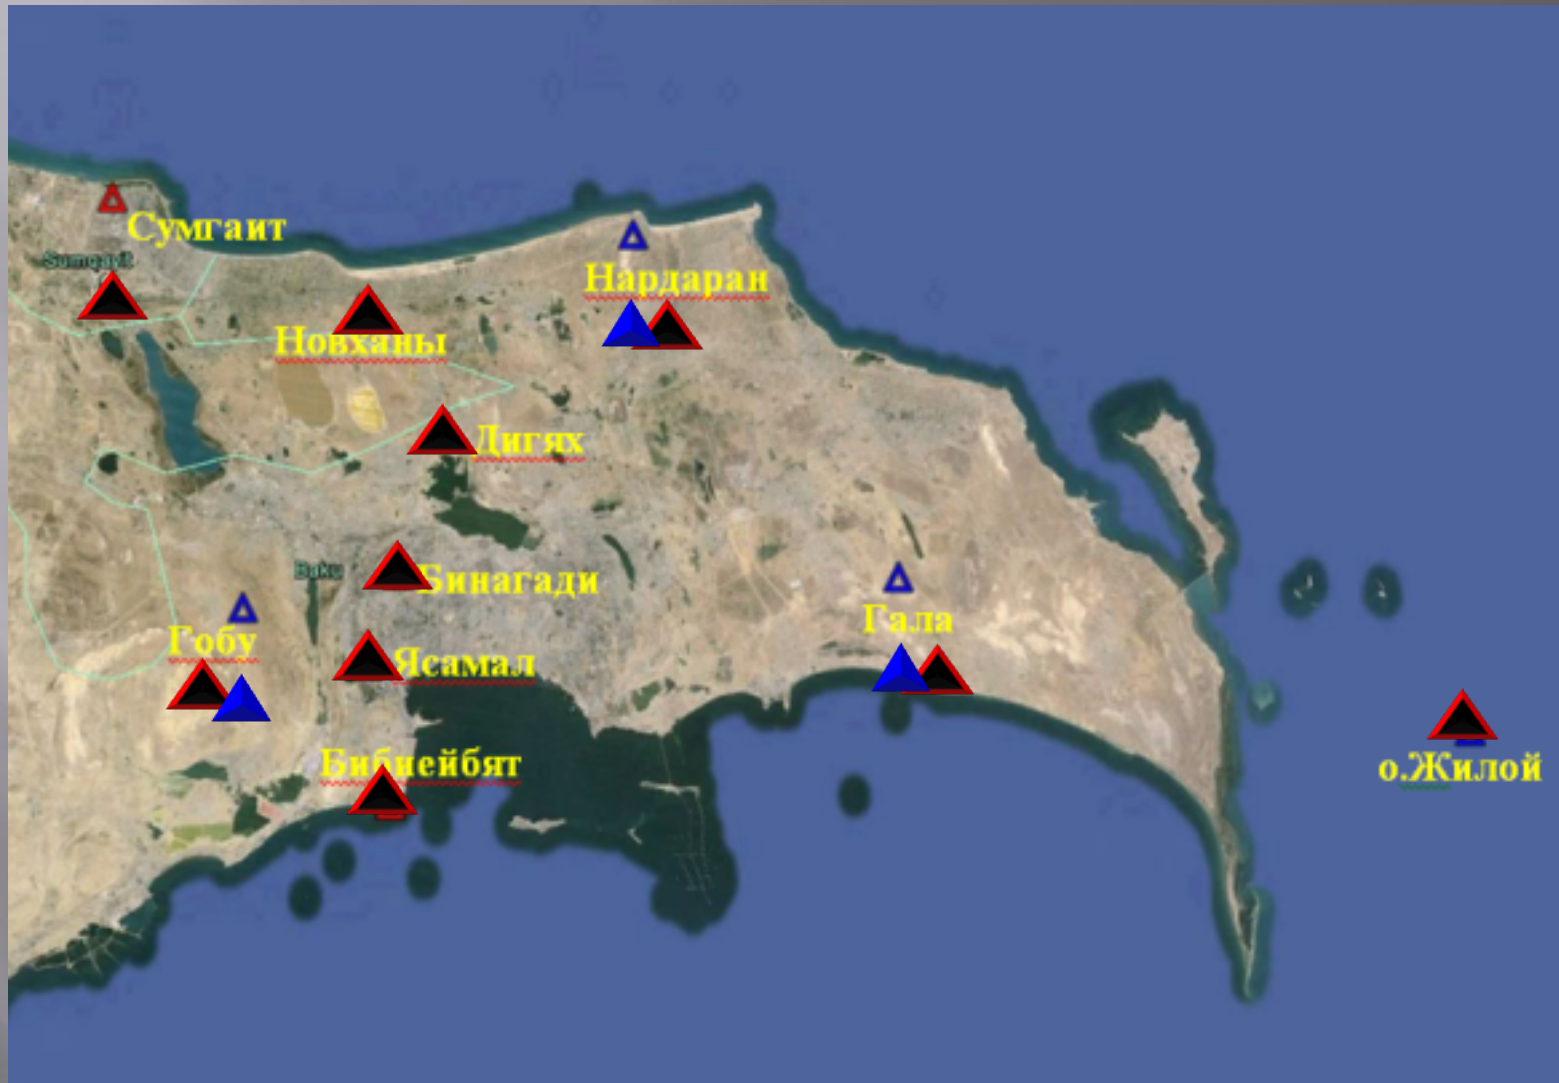 Сумгаит
Sumqayit
Нардаран
Новханы
Дигях
Baku
Бинагади
Гала
Гобу
Ясамал
Бибиейбят
о.Жилой